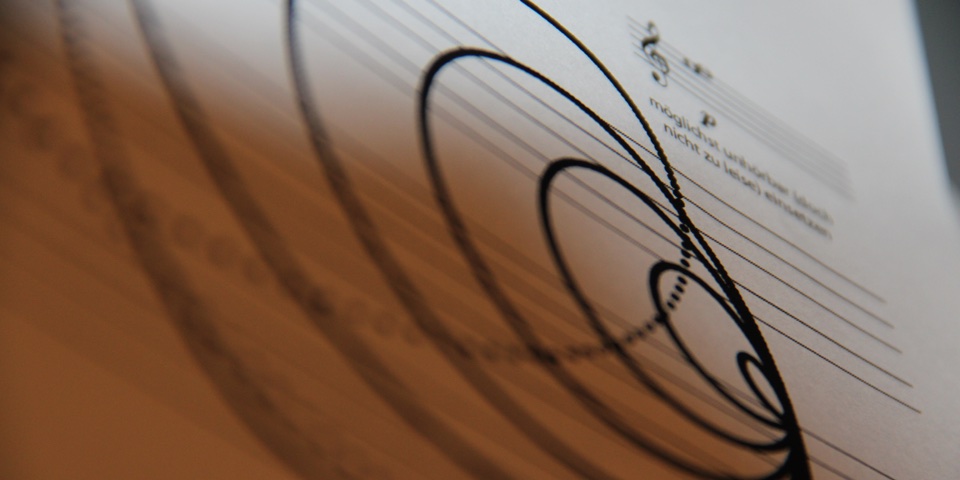 p
möglichst unhörbar (doch
nicht zu leise) einsetzen